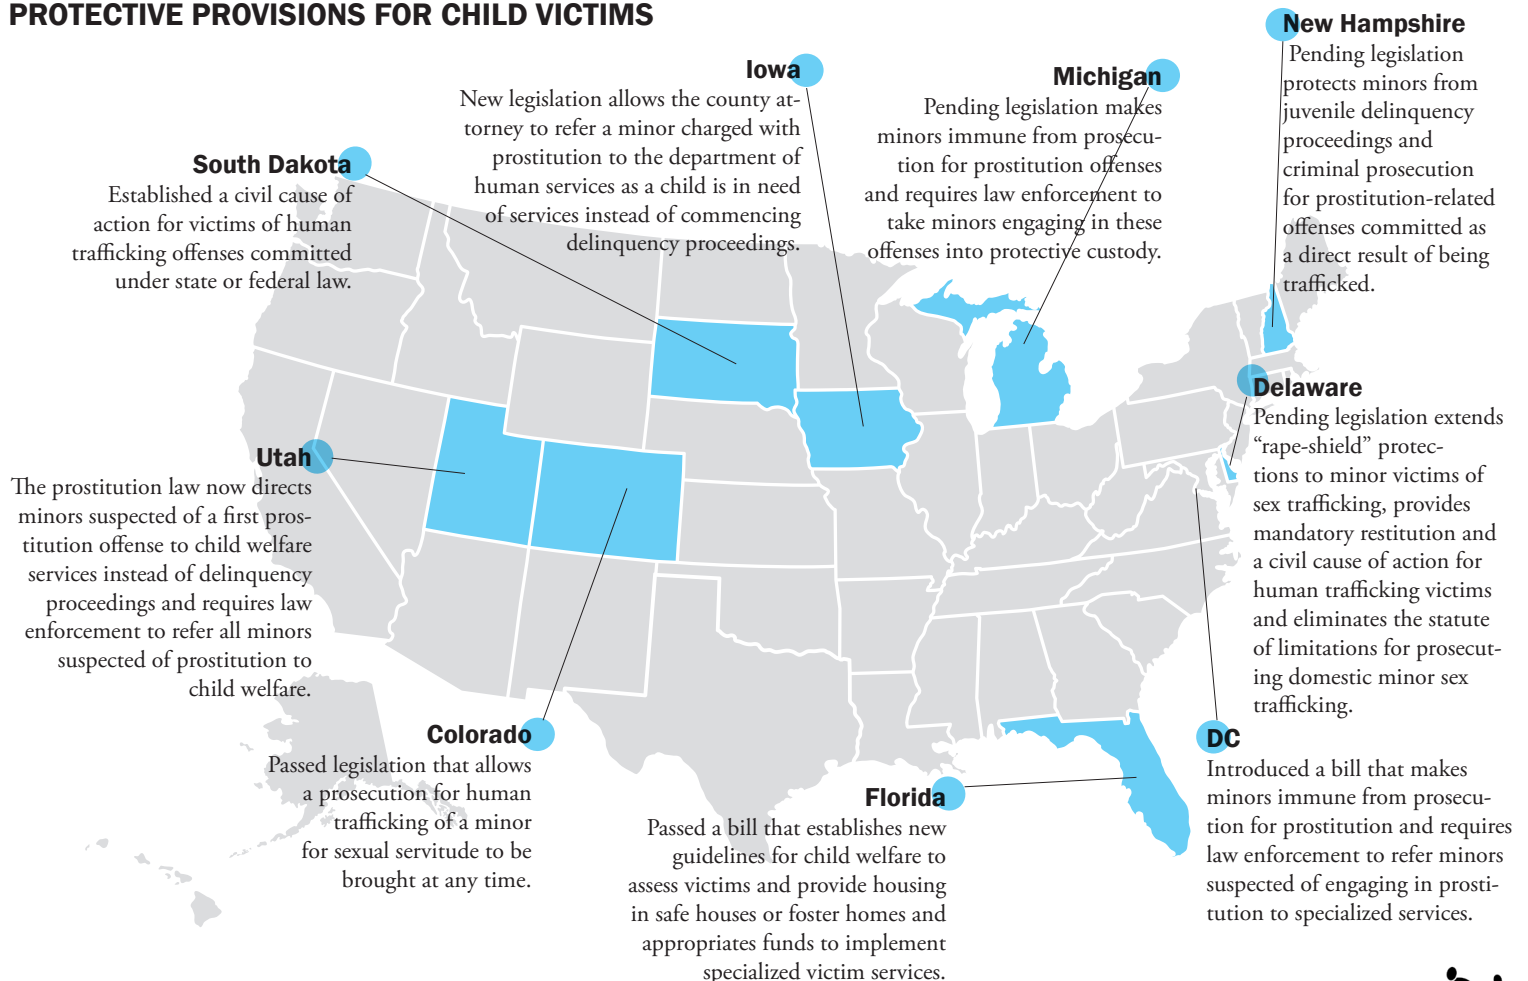 PROTECTIVE PROVISIONS FOR CHILD VICTIMS
New Hampshire
Pending legislation
protects minors from
juvenile delinquency
proceedings and
criminal prosecution
for prostitution-related
offenses committed as
a direct result of being
trafficked.
Iowa
New legislation allows the county at-
torney to refer a minor charged with
prostitution to the department of
human services as a child is in need
of services instead of commencing
delinquency proceedings.
Michigan
Pending legislation makes
minors immune from prosecu-
tion for prostitution offenses
and requires law enforcement to
take minors engaging in these
offenses into protective custody.
South Dakota
Established a civil cause of
action for victims of human
trafficking offenses committed
under state or federal law.
Delaware
Pending legislation extends
“rape-shield” protec-
tions to minor victims of
sex trafficking, provides
mandatory restitution and
a civil cause of action for
human trafficking victims
and eliminates the statute
of limitations for prosecut-
ing domestic minor sex
trafficking.
Utah
The prostitution law now directs
minors suspected of a first pros-
titution offense to child welfare
services instead of delinquency
proceedings and requires law
enforcement to refer all minors
suspected of prostitution to
child welfare.
Colorado
Passed legislation that allows
a prosecution for human
trafficking of a minor
for sexual servitude to be
brought at any time.
Florida
Passed a bill that establishes new
guidelines for child welfare to
assess victims and provide housing
in safe houses or foster homes and
appropriates funds to implement
specialized victim services.
DC
Introduced a bill that makes
minors immune from prosecu-
tion for prostitution and requires
law enforcement to refer minors
suspected of engaging in prosti-
tution to specialized services.